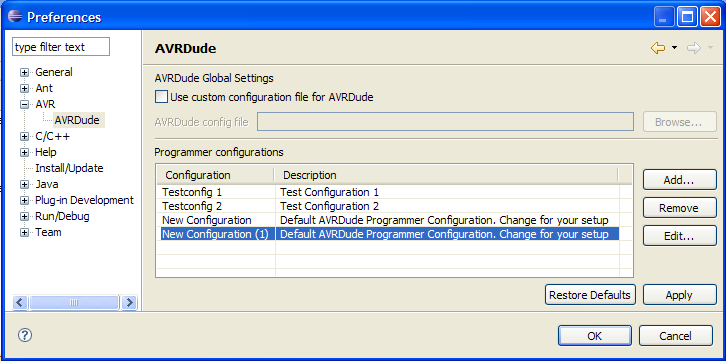 Preferences
type filter text
General
Ant
AVR
AVRDude
C/C++
Help
Install/Update
Java
Plug-in Development
Run/Debug
Team
AVRDude
AVRDude Global Settings
Use custom configuration file for AVRDude
AVRDude config file Browse...
Programmer configurations
Configuration Description
Testconfig 1 Test Configuration 1
Testconfig 2 Test Configuration 2
New Configuration Default AVRDude Programmer Configuration. Change for your setup
New Configuration (1) Default AVRDude Programmer Configuration. Change for your setup
Add...
Remove
Edit...
Restore Defaults Apply
OK Cancel